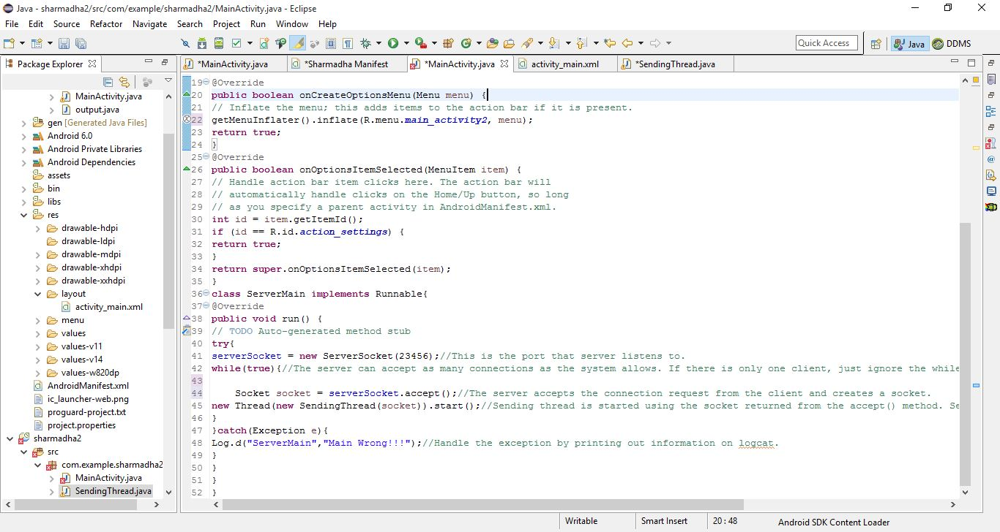 Java - sharmadha2/src/com/example/sharmadha2/MainActivity.java - Eclipse
File Edit Source Refactor Navigate Search Project Run Window Help
Quick Access Java DDMS
Package Explorer
*MainActivity.java *Sharmadha Manifest *MainActivity.java activity_main.xml *SendingThread.java
MainActivity.java
output.java
gen [Generated Java Files]
Android 6.0
Android Private Libraries
Android Dependencies
assets
bin
libs
res
drawable-hdpi
drawable-ldpi
drawable-mdpi
drawable-xhdpi
drawable-xxhdpi
layout
activity_main.xml
menu
values
values-v11
values-v14
values-w820dp
AndroidManifest.xml
ic_launcher-web.png
proguard-project.txt
project.properties
sharmadha2
src
com.example.sharmadha2
MainActivity.java
SendingThread.java
19 @Override
20 public boolean onCreateOptionsMenu(Menu menu) {
21 // Inflate the menu; this adds items to the action bar if it is present.
22 getMenuInflater().inflate(R.menu.main_activity2, menu);
23 return true;
24 }
25 @Override
26 public boolean onOptionsItemSelected(MenuItem item) {
27 // Handle action bar item clicks here. The action bar will
28 // automatically handle clicks on the Home/Up button, so long
29 // as you specify a parent activity in AndroidManifest.xml.
30 int id = item.getItemId();
31 if (id == R.id.action_settings) {
32 return true;
33 }
34 return super.onOptionsItemSelected(item);
35 }
36 class ServerMain implements Runnable{
37 @Override
38 public void run() {
39 // TODO Auto-generated method stub
40 try{
41 serverSocket = new ServerSocket(23456);//This is the port that server listens to.
42 while(true){//The server can accept as many connections as the system allows. If there is only one client, just ignore the while
43
44 Socket socket = serverSocket.accept();//The server accepts the connection request from the client and creates a socket.
45 new Thread(new SendingThread(socket)).start();//Sending thread is started using the socket returned from the accept() method. Se
46 }
47 }catch(Exception e){
48 Log.d("ServerMain","Main Wrong!!!");//Handle the exception by printing out information on logcat.
49 }
50 }
51 }
52 }
Writable Smart Insert 20 : 48 Android SDK Content Loader